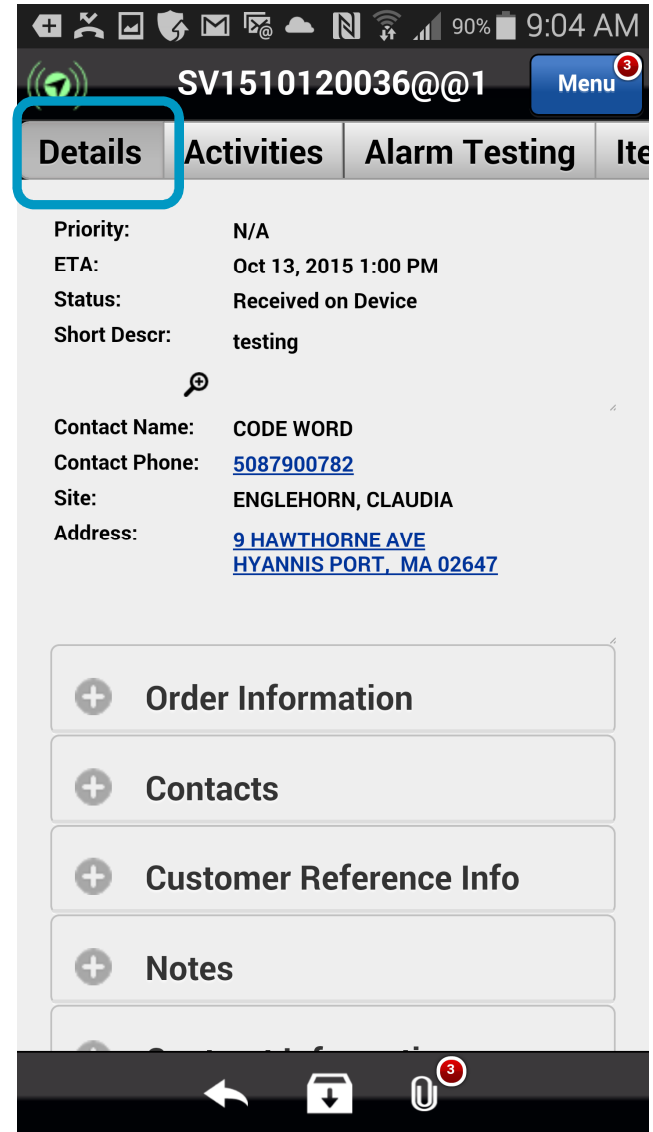 90% 9:04 AM
SV1510120036@@1
Menu
3
Details Activities Alarm Testing Ite
Priority: N/A
ETA: Oct 13, 2015 1:00 PM
Status: Received on Device
Short Descr: testing
Contact Name: CODE WORD
Contact Phone: 5087900782
Site: ENGLEHORN, CLAUDIA
Address: 9 HAWTHORNE AVE
HYANNIS PORT, MA 02647
Order Information
Contacts
Customer Reference Info
Notes
3